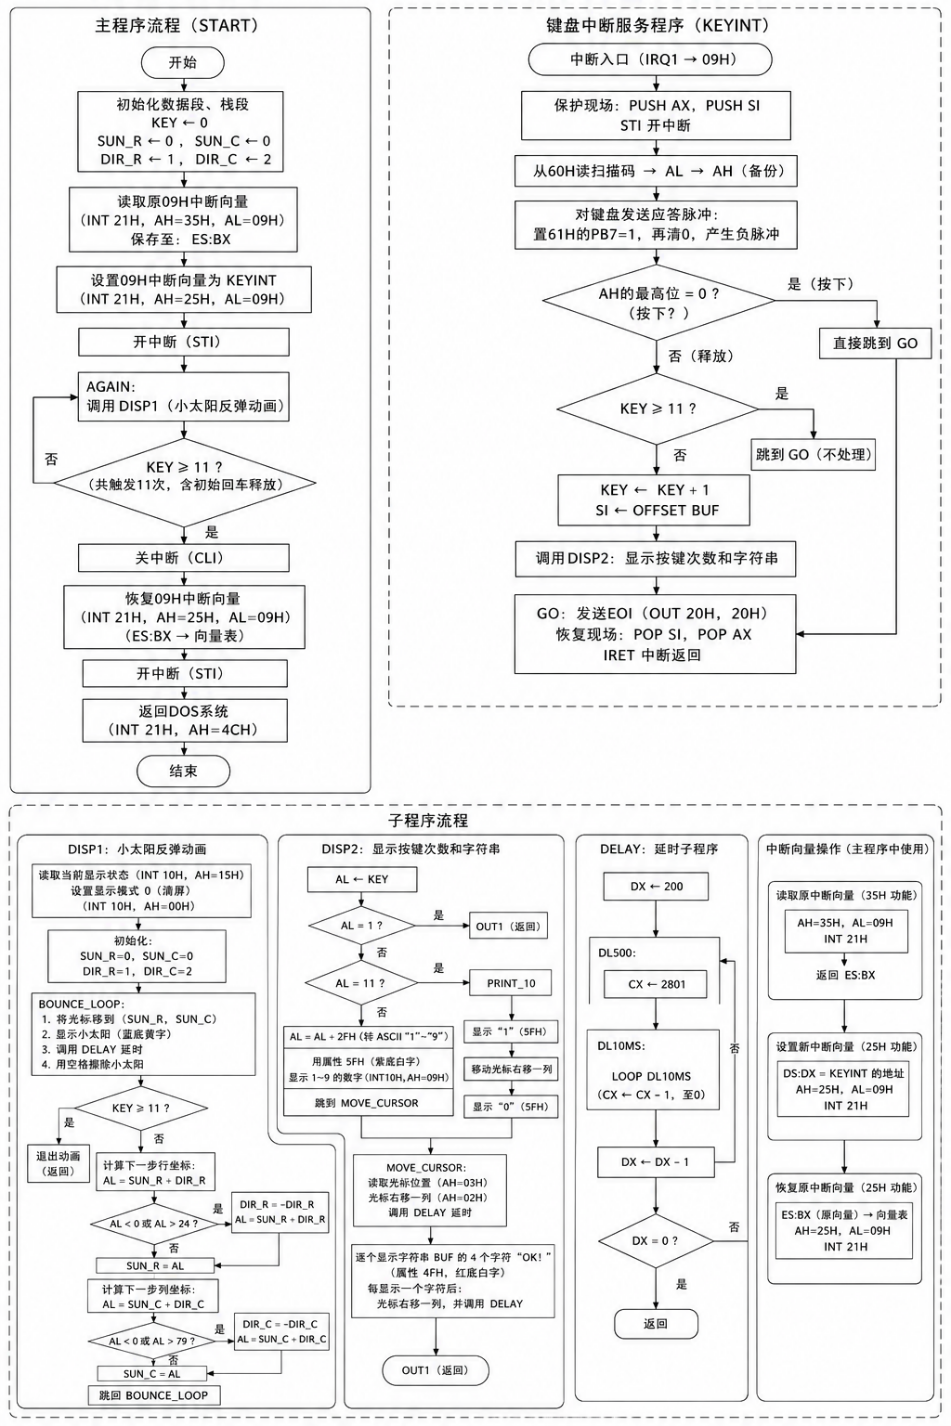 主程序流程（START）
开始
初始化数据段、栈段
KEY ← 0
SUN_R ← 0 ， SUN_C ← 0
DIR_R ← 1 ， DIR_C ← 2
读取原09H中断向量
（INT 21H，AH=35H，AL=09H）
保存至：ES:BX
设置09H中断向量为 KEYINT
（INT 21H，AH=25H，AL=09H）
开中断（STI）
AGAIN：
调用 DISP1（小太阳反弹动画）
否
KEY ≥ 11 ?
（共触发11次，含初始回车释放）
是
关中断（CLI）
恢复09H中断向量
（INT 21H，AH=25H，AL=09H）
（ES:BX → 向量表）
开中断（STI）
返回DOS系统
（INT 21H，AH=4CH）
结束
键盘中断服务程序（KEYINT）
中断入口（IRQ1 → 09H）
保护现场：PUSH AX，PUSH SI
STI 开中断
从60H读扫描码 → AL → AH（备份）
对键盘发送应答脉冲：
置61H的PB7=1，再清0，产生负脉冲
AH的最高位 = 0 ?
（按下？）
是（按下）
直接跳到 GO
否（释放）
KEY ≥ 11 ?
是
跳到 GO（不处理）
否
KEY ← KEY + 1
SI ← OFFSET BUF
调用DISP2：显示按键次数和字符串
GO：发送EOI（OUT 20H，20H）
恢复现场：POP SI，POP AX
IRET 中断返回
子程序流程
DISP1：小太阳反弹动画
读取当前显示状态（INT 10H，AH=15H）
设置显示模式 0（清屏）
（INT 10H，AH=00H）
初始化：
SUN_R=0，SUN_C=0
DIR_R=1，DIR_C=2
BOUNCE_LOOP：
1. 将光标移到（SUN_R，SUN_C）
2. 显示小太阳（蓝底黄字）
3. 调用 DELAY 延时
4. 用空格擦除小太阳
KEY ≥ 11 ?
是
退出动画
（返回）
否
计算下一步行坐标：
AL = SUN_R + DIR_R
AL < 0 或 AL > 24 ?
是
DIR_R = −DIR_R
AL = SUN_R + DIR_R
否
SUN_R = AL
计算下一步列坐标：
AL = SUN_C + DIR_C
AL < 0 或 AL > 79 ?
是
DIR_C = −DIR_C
AL = SUN_C + DIR_C
否
SUN_C = AL
跳回 BOUNCE_LOOP
DISP2：显示按键次数和字符串
AL ← KEY
AL = 1 ?
是
OUT1（返回）
否
AL = 11 ?
是
PRINT_10
否
AL = AL + 2FH（转 ASCII "1"~"9"）
用属性 5FH（紫底白字）
显示 1~9 的数字（INT10H，AH=09H）
跳到 MOVE_CURSOR
显示 "1"（5FH）
移动光标右移一列
显示 "0"（5FH）
MOVE_CURSOR：
读取光标位置（AH=03H）
光标右移一列（AH=02H）
调用 DELAY 延时
逐个显示字符串 BUF 的 4 个字符 "OK！"
（属性 4FH，红底白字）
每显示一个字符后：
光标右移一列，并调用 DELAY
OUT1（返回）
DELAY：延时子程序
DX ← 200
DL500：
CX ← 2801
DL10MS：
LOOP DL10MS
（CX ← CX − 1，至0）
否
DX ← DX − 1
DX = 0 ?
否
是
返回
中断向量操作（主程序中使用）
读取原中断向量（35H 功能）
AH=35H，AL=09H
INT 21H
返回 ES:BX
设置新中断向量（25H 功能）
DS:DX = KEYINT 的地址
AH=25H，AL=09H
INT 21H
恢复原中断向量（25H 功能）
ES:BX（原向量）→ 向量表
AH=25H，AL=09H
INT 21H